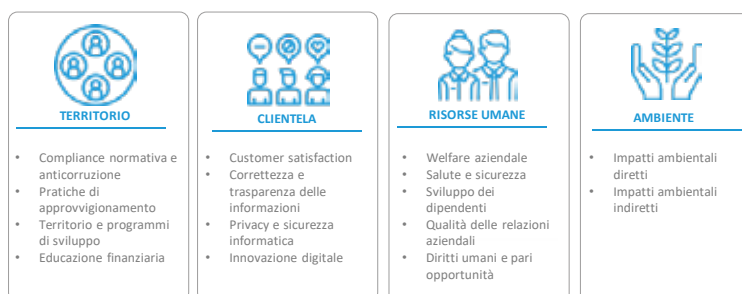 TERRITORIO
• Compliance normativa e
anticorruzione
• Pratiche di
approvvigionamento
• Territorio e programmi
di sviluppo
• Educazione finanziaria
CLIENTELA
• Customer satisfaction
• Correttezza e
trasparenza delle
informazioni
• Privacy e sicurezza
informatica
• Innovazione digitale
RISORSE UMANE
• Welfare aziendale
• Salute e sicurezza
• Sviluppo dei
dipendenti
• Qualità delle relazioni
aziendali
• Diritti umani e pari
opportunità
AMBIENTE
• Impatti ambientali
diretti
• Impatti ambientali
indiretti